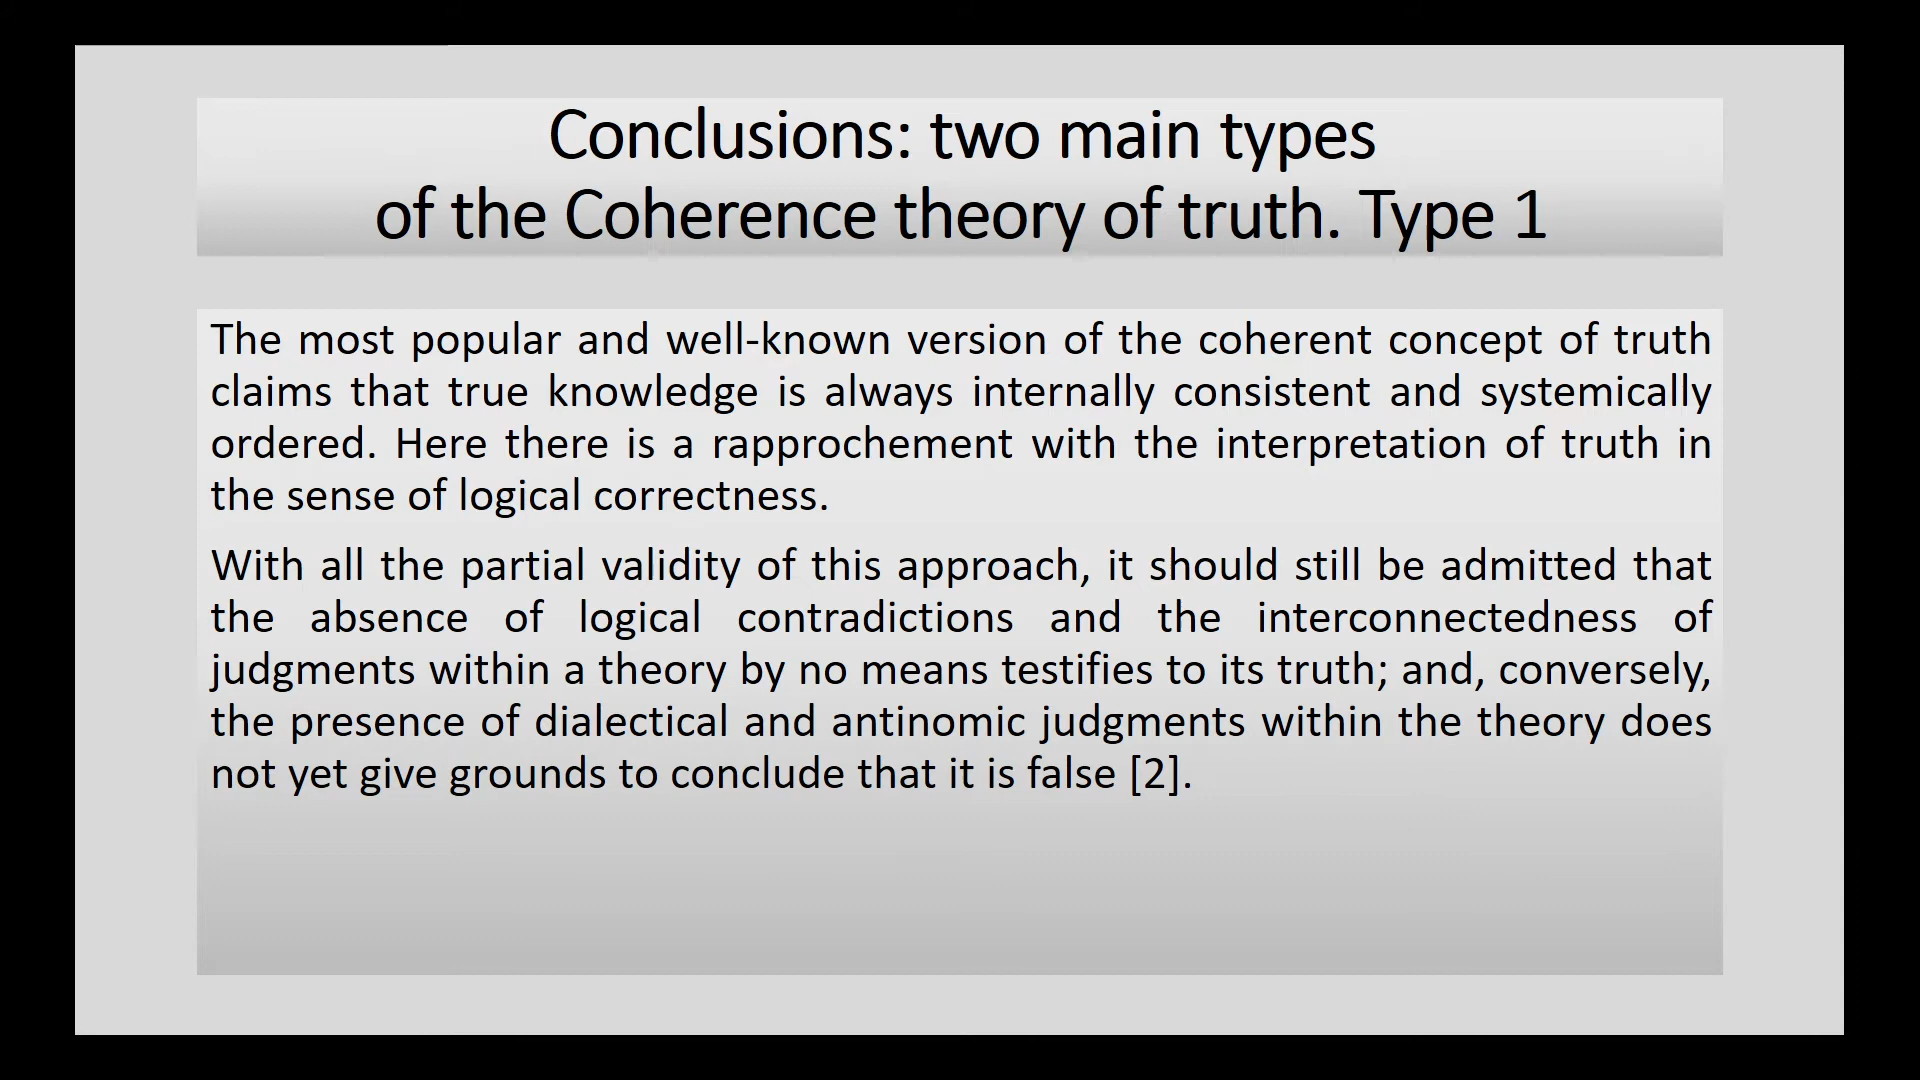 Conclusions: two main types
of the Coherence theory of truth. Type 1
The most popular and well-known version of the coherent concept of truth
claims that true knowledge is always internally consistent and systemically
ordered. Here there is a rapprochement with the interpretation of truth in
the sense of logical correctness.
With all the partial validity of this approach, it should still be admitted that
the absence of logical contradictions and the interconnectedness of
judgments within a theory by no means testifies to its truth; and, conversely,
the presence of dialectical and antinomic judgments within the theory does
not yet give grounds to conclude that it is false [2].